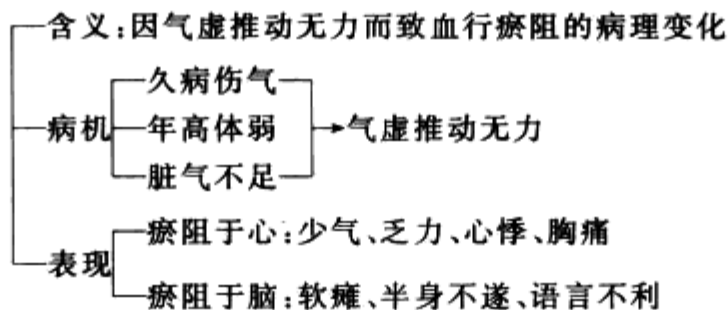 含义:因气虚推动无力而致血行瘀阻的病理变化
久病伤气
病机 年高体弱 气虚推动无力
脏气不足
瘀阻于心:少气、乏力、心悸、胸痛
表现
瘀阻于脑:软瘫、半身不遂、语言不利